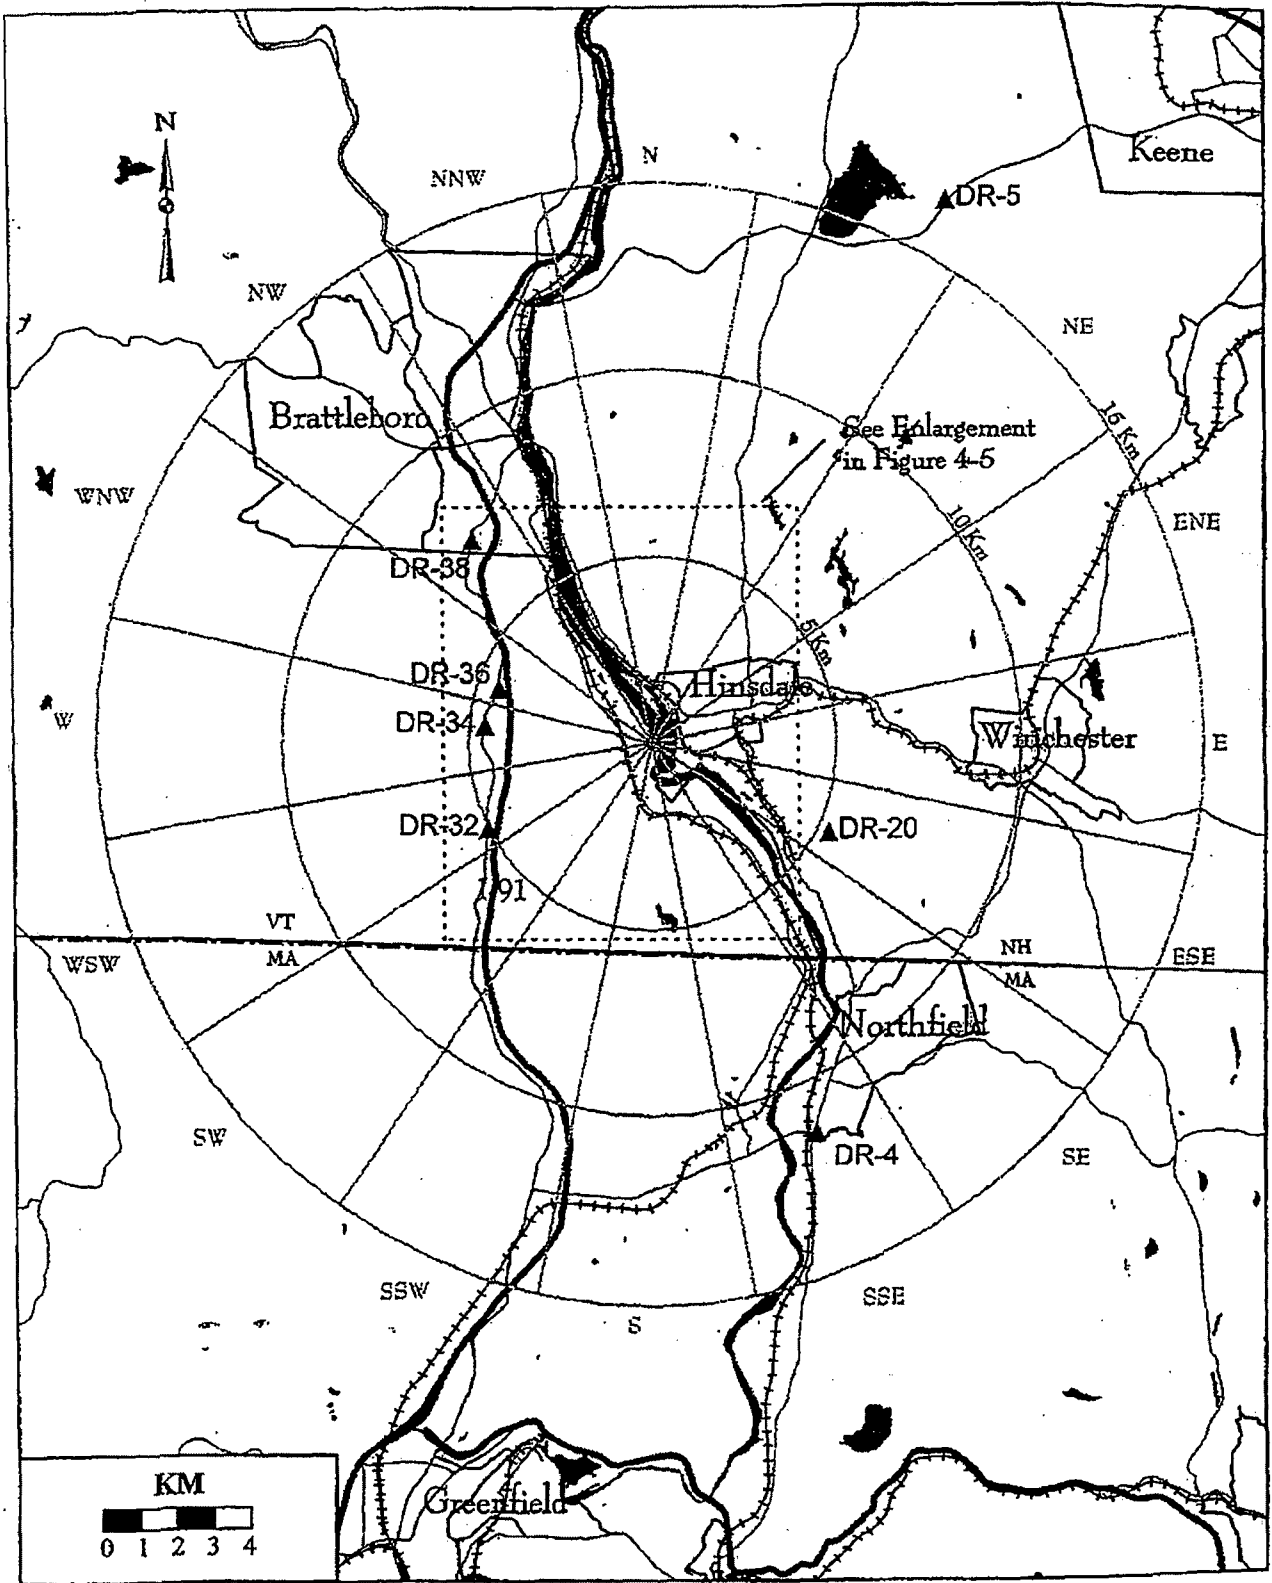 N
N
NNW
Keene
DR-5
NW
NE
Brattleboro
15 Km
See Enlargement
in Figure 4-5
WNW
10 Km
ENE
DR-38
5 Km
DR-36
Hinsdale
W
DR-34
Winchester
E
DR-32
DR-20
I-91
VT
NH
WSW
MA
ESE
MA
Northfield
SW
DR-4
SE
SSW
SSE
S
KM
Greenfield
0 1 2 3 4